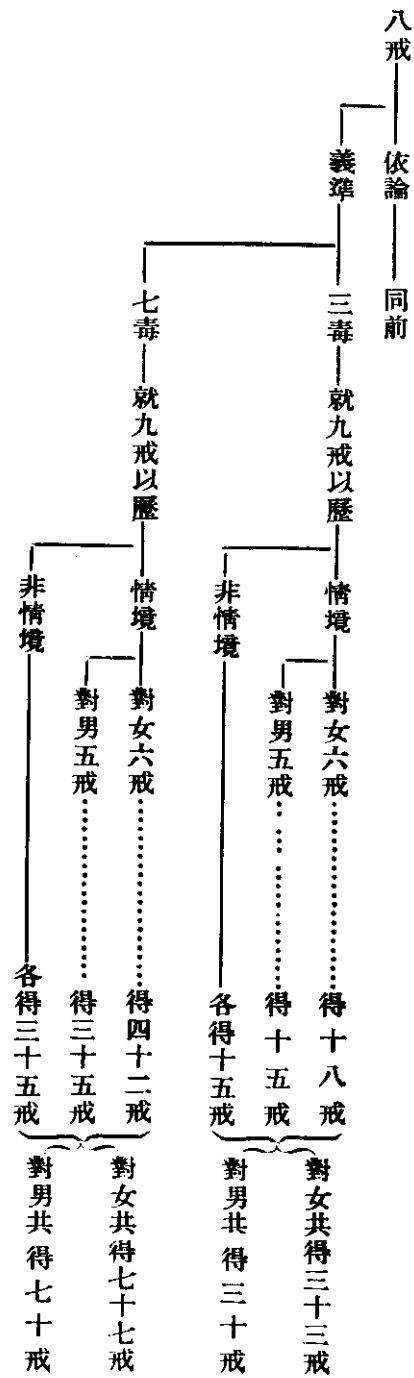 八戒
依論
同前
義準
三毒
就九戒以歷
情境
對女六戒
得十八戒
對男五戒
得十五戒
非情境
各得十五戒
對女共得三十三戒
對男共得三十戒
七毒
就九戒以歷
情境
對女六戒
得四十二戒
對男五戒
得三十五戒
非情境
各得三十五戒
對女共得七十七戒
對男共得七十戒